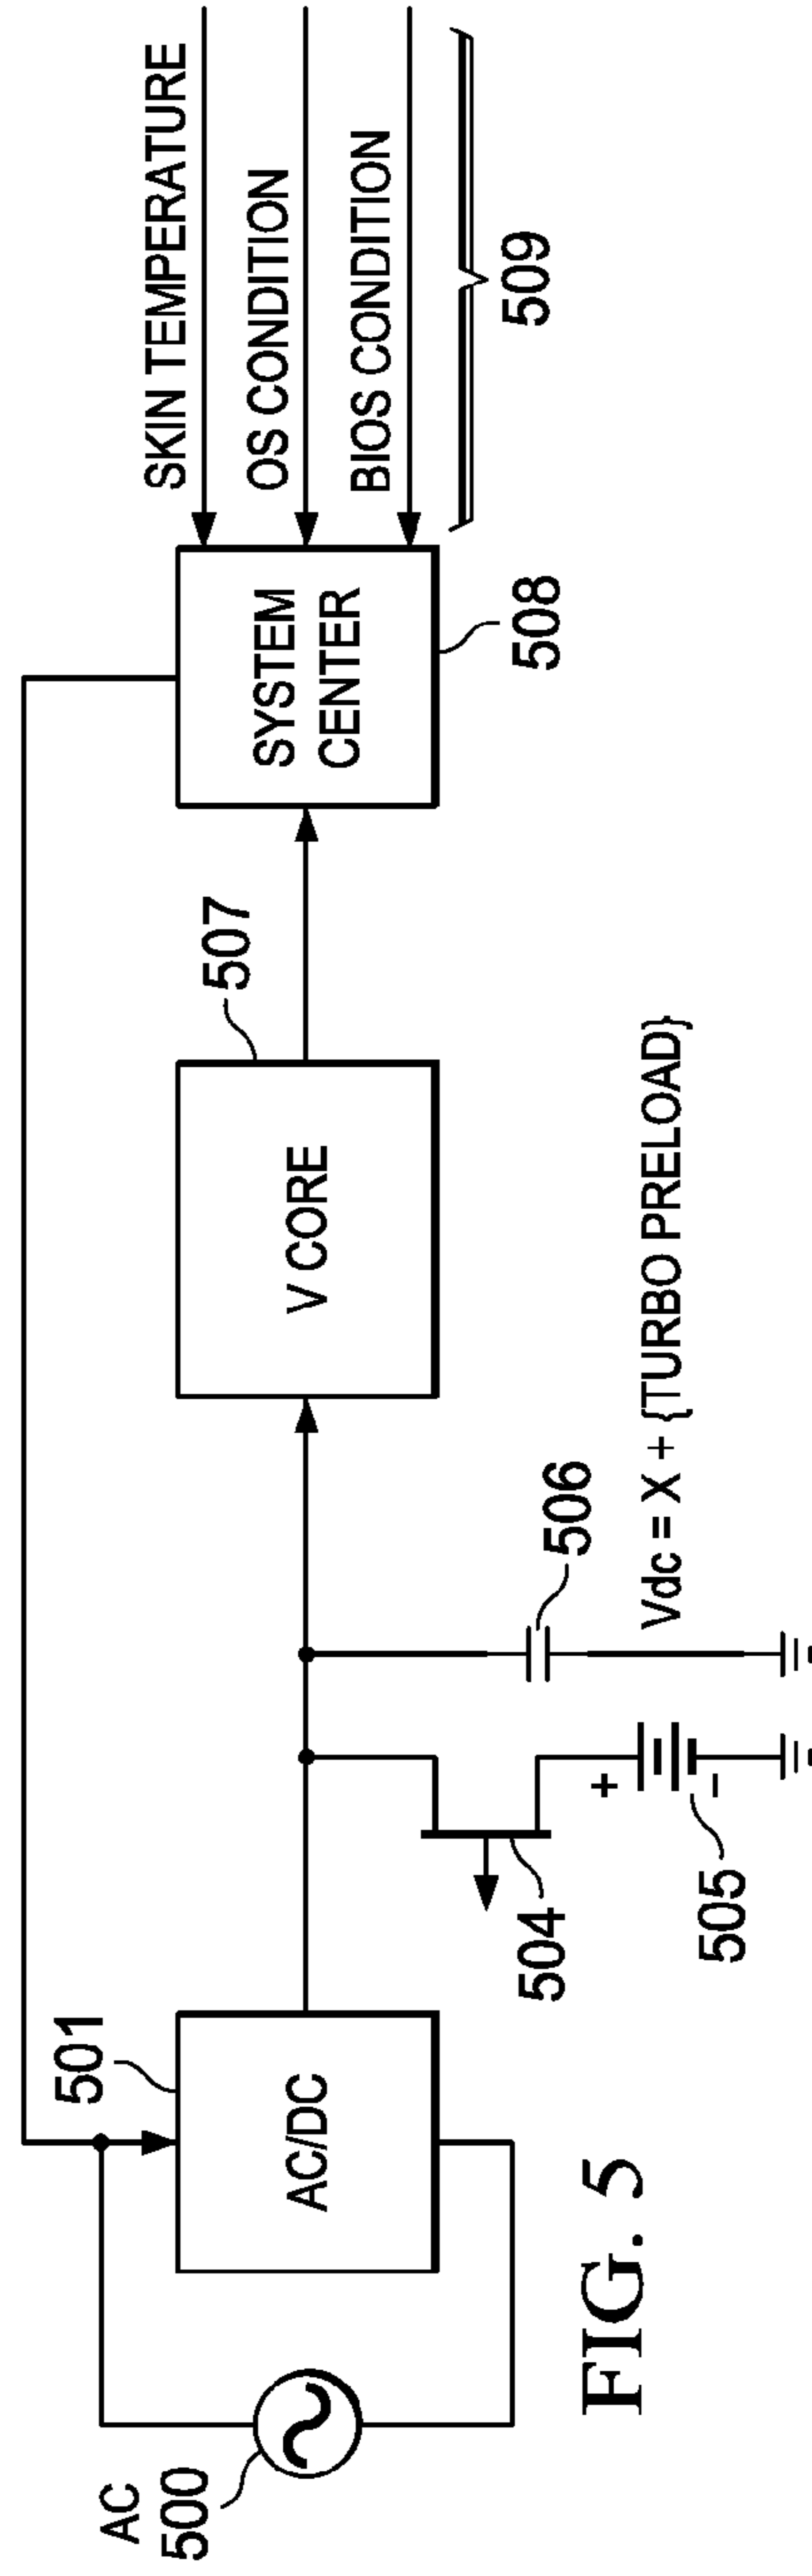 SKIN TEMPERATURE
OS CONDITION
BIOS CONDITION
509
SYSTEM
CENTER
508
507
V CORE
506
Vdc = X + {TURBO PRELOAD}
+
-
504
505
501
AC/DC
AC
500
FIG. 5